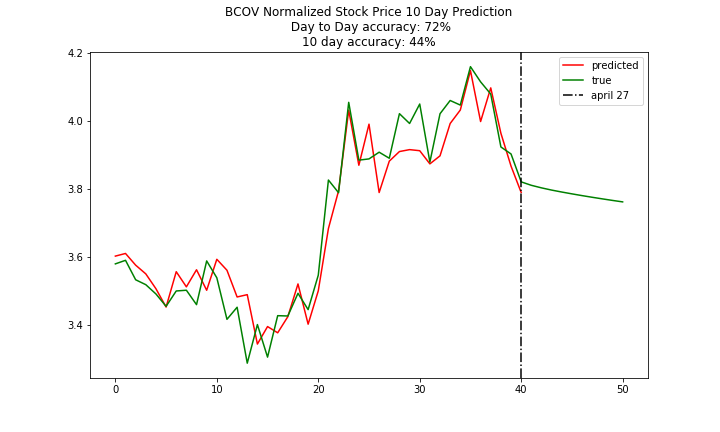 BCOV Normalized Stock Price 10 Day Prediction
Day to Day accuracy: 72%
10 day accuracy: 44%
4.2
4.0
3.8
3.6
3.4
predicted
true
april 27
0 10 20 30 40 50